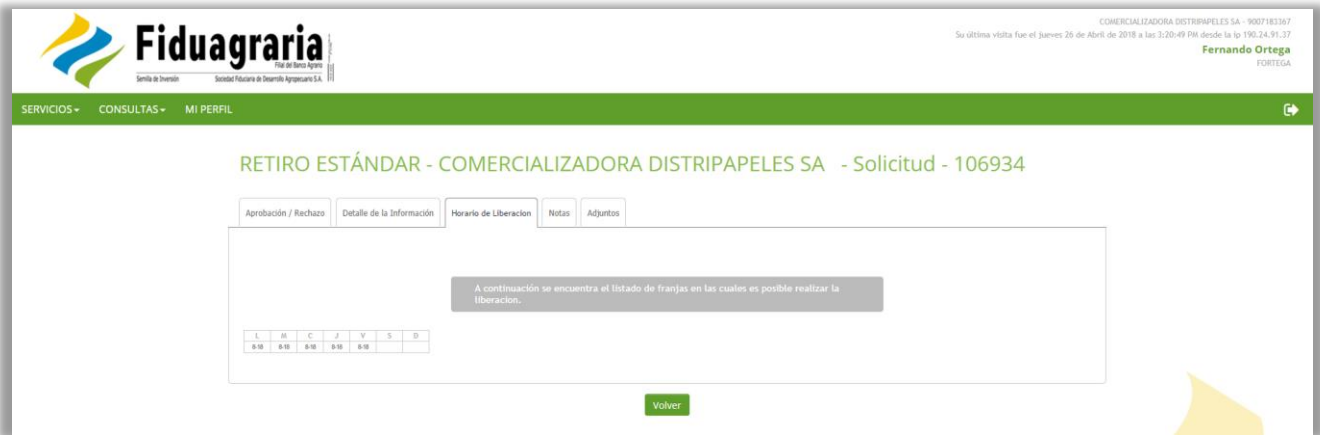 COMERCIALIZADORA DISTRIPAPELES SA - 9007183367
Su última visita fue el jueves 26 de Abril de 2018 a las 3:20:49 PM desde la ip 190.24.91.37
Fernando Ortega
FORTEGA
Fiduagraria
Filial del Banco Agrario
Semilla de Inversión Sociedad Fiduciaria de Desarrollo Agropecuario S.A.
SERVICIOS CONSULTAS MI PERFIL
RETIRO ESTÁNDAR - COMERCIALIZADORA DISTRIPAPELES SA - Solicitud - 106934
Aprobación / Rechazo Detalle de la Información Horario de Liberacion Notas Adjuntos
A continuación se encuentra el listado de franjas en las cuales es posible realizar la
liberacion.
L M C J V S D
8-18 8-18 8-18 8-18 8-18
Volver